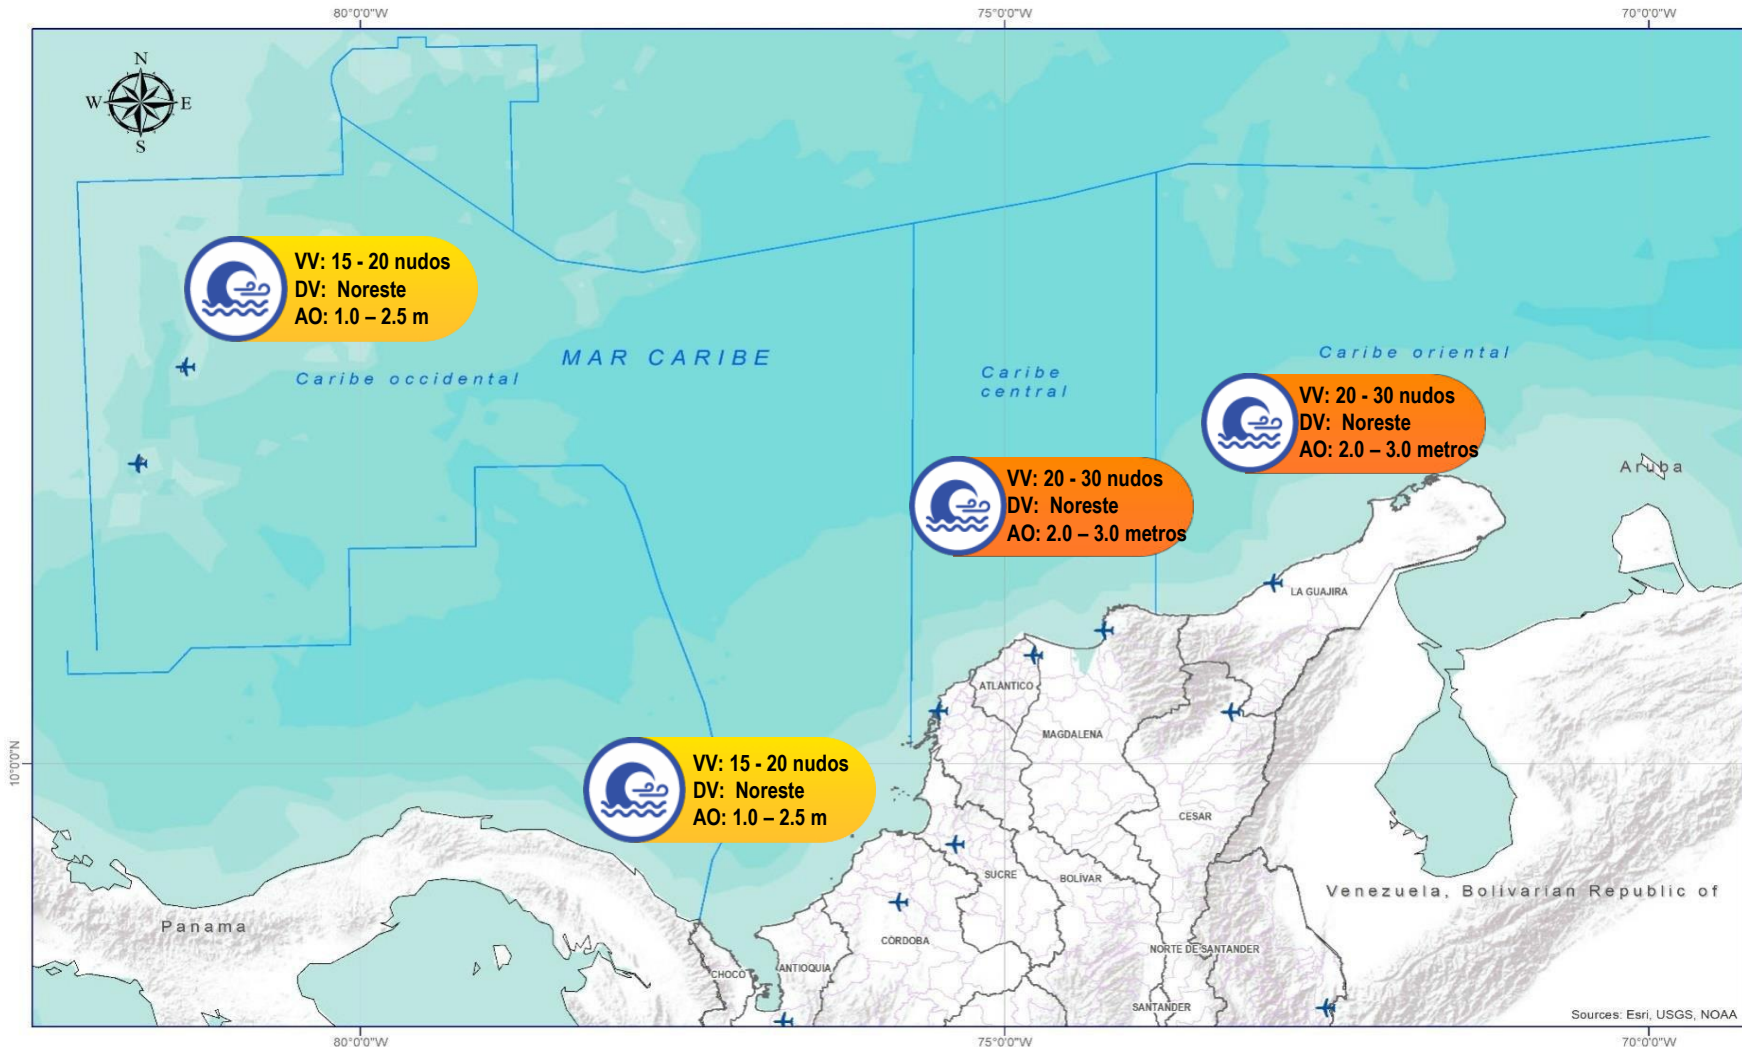 80°0'0"W
75°0'0"W
70°0'0"W
N
W
E
S
VV: 15 - 20 nudos
DV: Noreste
AO: 1.0 – 2.5 m
MAR CARIBE
Caribe occidental
Caribe
central
Caribe oriental
VV: 20 - 30 nudos
DV: Noreste
AO: 2.0 – 3.0 metros
VV: 20 - 30 nudos
DV: Noreste
AO: 2.0 – 3.0 metros
Aruba
LA GUAJIRA
ATLÁNTICO
MAGDALENA
10°0'0"N
VV: 15 - 20 nudos
DV: Noreste
AO: 1.0 – 2.5 m
CESAR
SUCRE
BOLÍVAR
Venezuela, Bolivarian Republic of
Panama
CÓRDOBA
NORTE DE SANTANDER
CHOCO
ANTIOQUIA
SANTANDER
Sources: Esri, USGS, NOAA
80°0'0"W
75°0'0"W
70°0'0"W